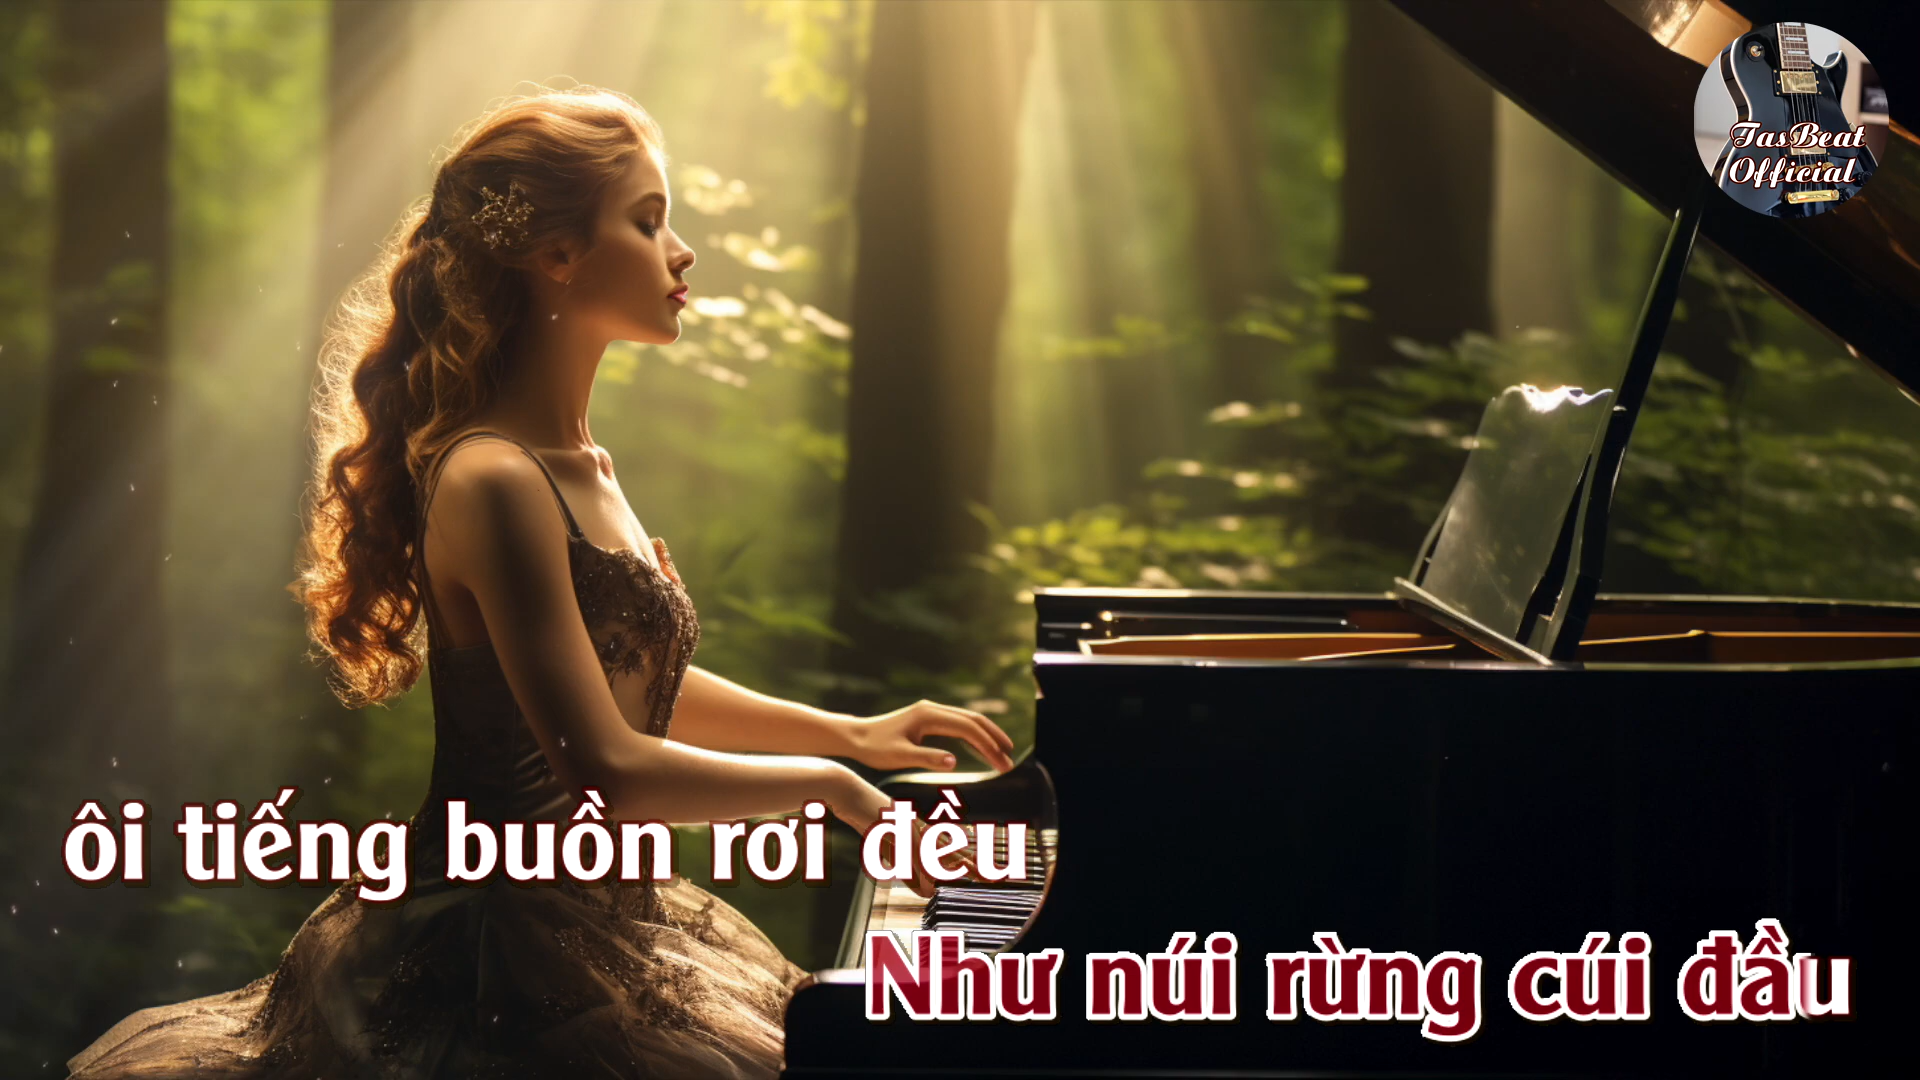 TasBeat
Official
ôi tiếng buồn rơi đều
Như núi rừng cúi đầu